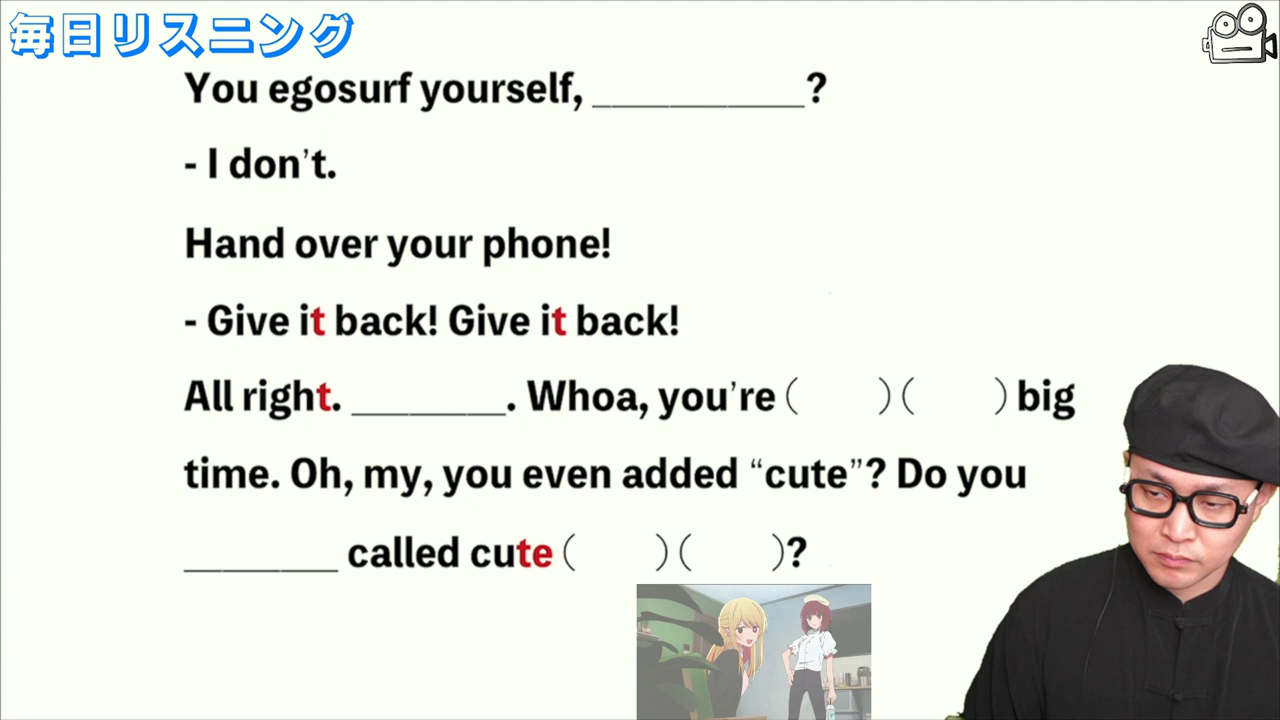 毎日リスニング
You egosurf yourself, ___________?
- I don’t.
Hand over your phone!
- Give it back! Give it back!
All right. ________. Whoa, you’re (　　)(　　) big
time. Oh, my, you even added “cute”? Do you
________ called cute (　　)(　　)?